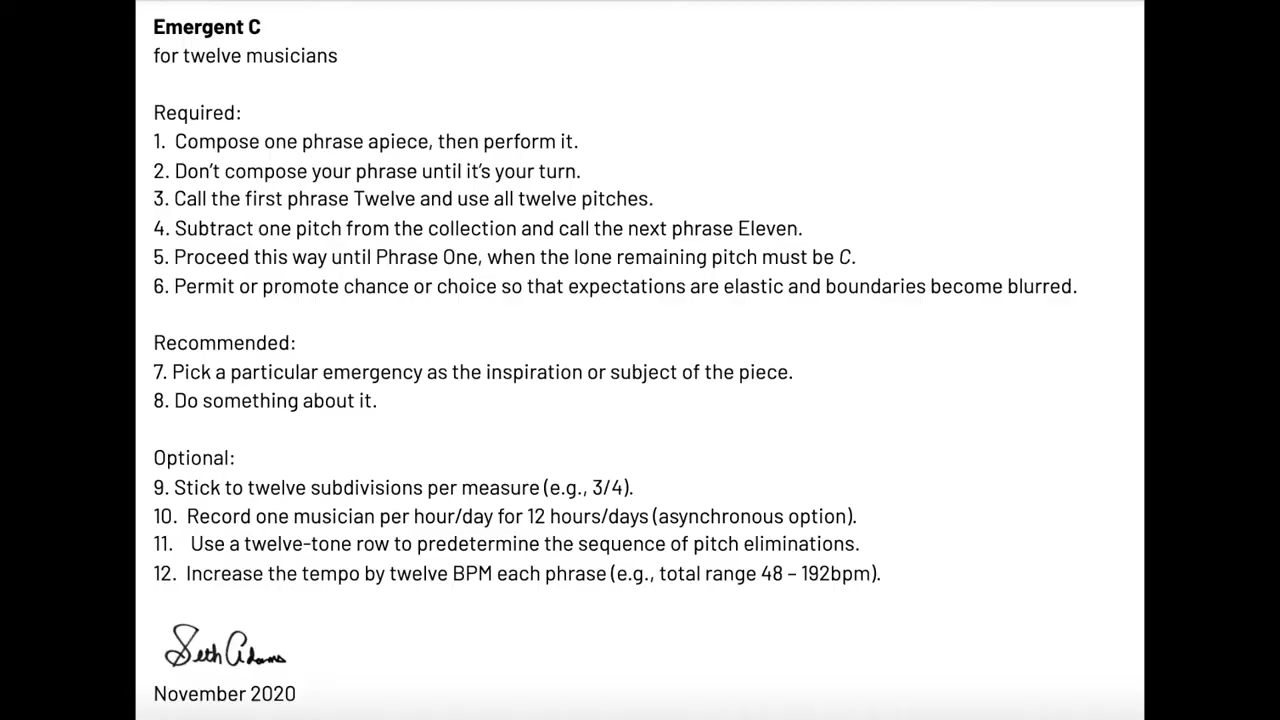 Emergent C
for twelve musicians
Required:
1. Compose one phrase apiece, then perform it.
2. Don't compose your phrase until it's your turn.
3. Call the first phrase Twelve and use all twelve pitches.
4. Subtract one pitch from the collection and call the next phrase Eleven.
5. Proceed this way until Phrase One, when the lone remaining pitch must be C.
6. Permit or promote chance or choice so that expectations are elastic and boundaries become blurred.
Recommended:
7. Pick a particular emergency as the inspiration or subject of the piece.
8. Do something about it.
Optional:
9. Stick to twelve subdivisions per measure (e.g., 3/4).
10. Record one musician per hour/day for 12 hours/days (asynchronous option).
11. Use a twelve-tone row to predetermine the sequence of pitch eliminations.
12. Increase the tempo by twelve BPM each phrase (e.g., total range 48 – 192bpm).
Seth Adams
November 2020